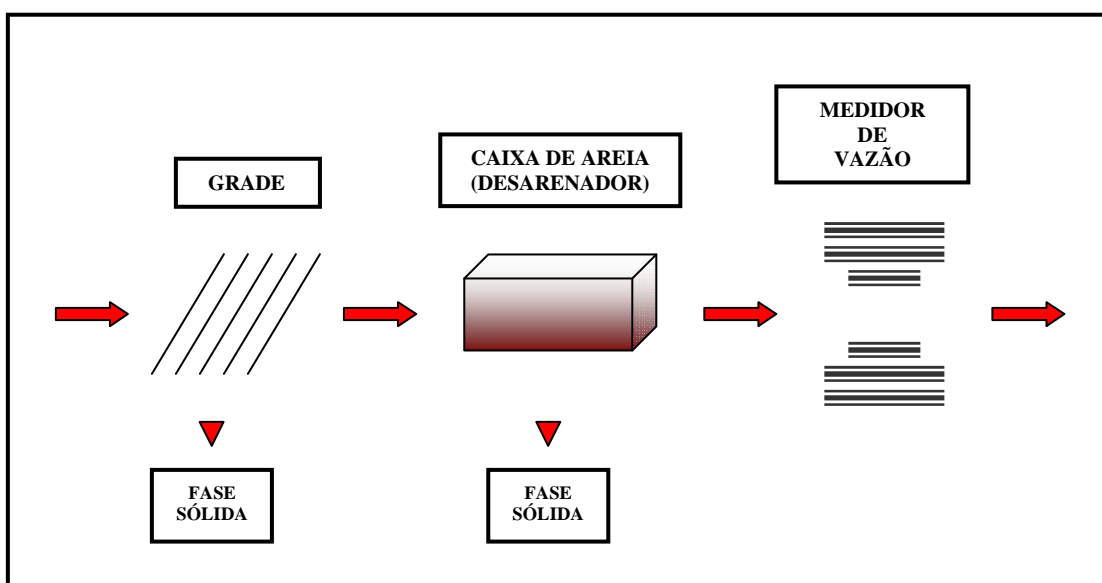 GRADE
CAIXA DE AREIA
(DESARENADOR)
MEDIDOR
DE
VAZÃO
FASE
SÓLIDA
FASE
SÓLIDA